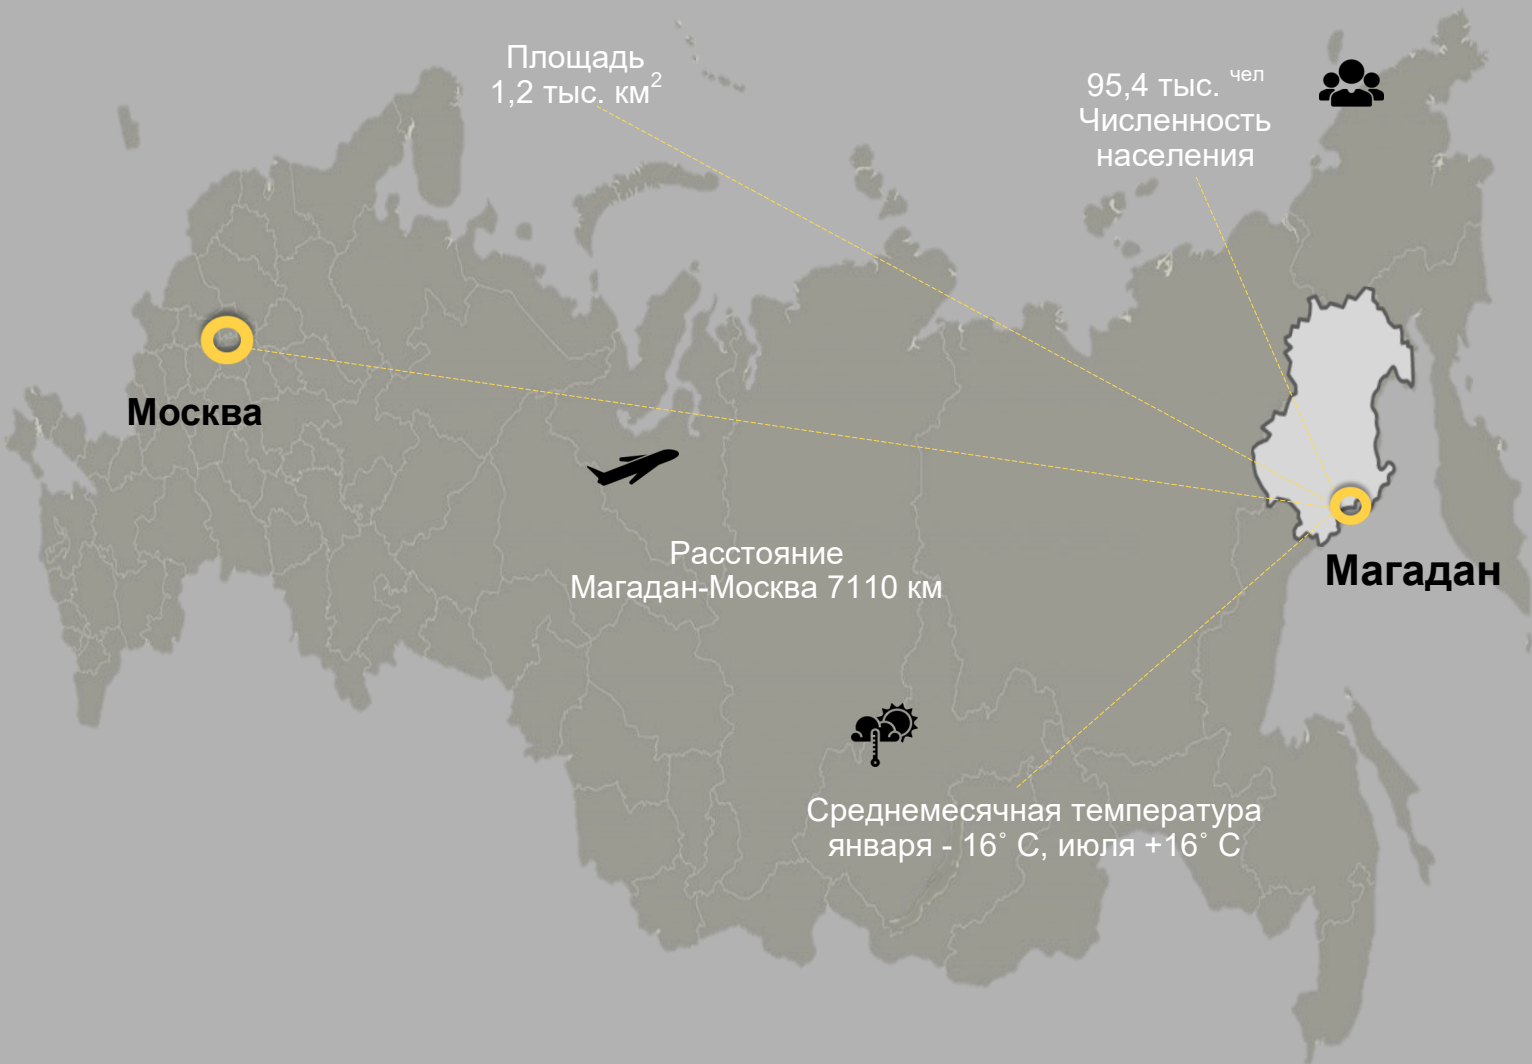 Площадь
1,2 тыс. км²
95,4 тыс. чел
Численность
населения
Москва
Расстояние
Магадан-Москва 7110 км
Магадан
Среднемесячная температура
января - 16˚ С, июля +16˚ С